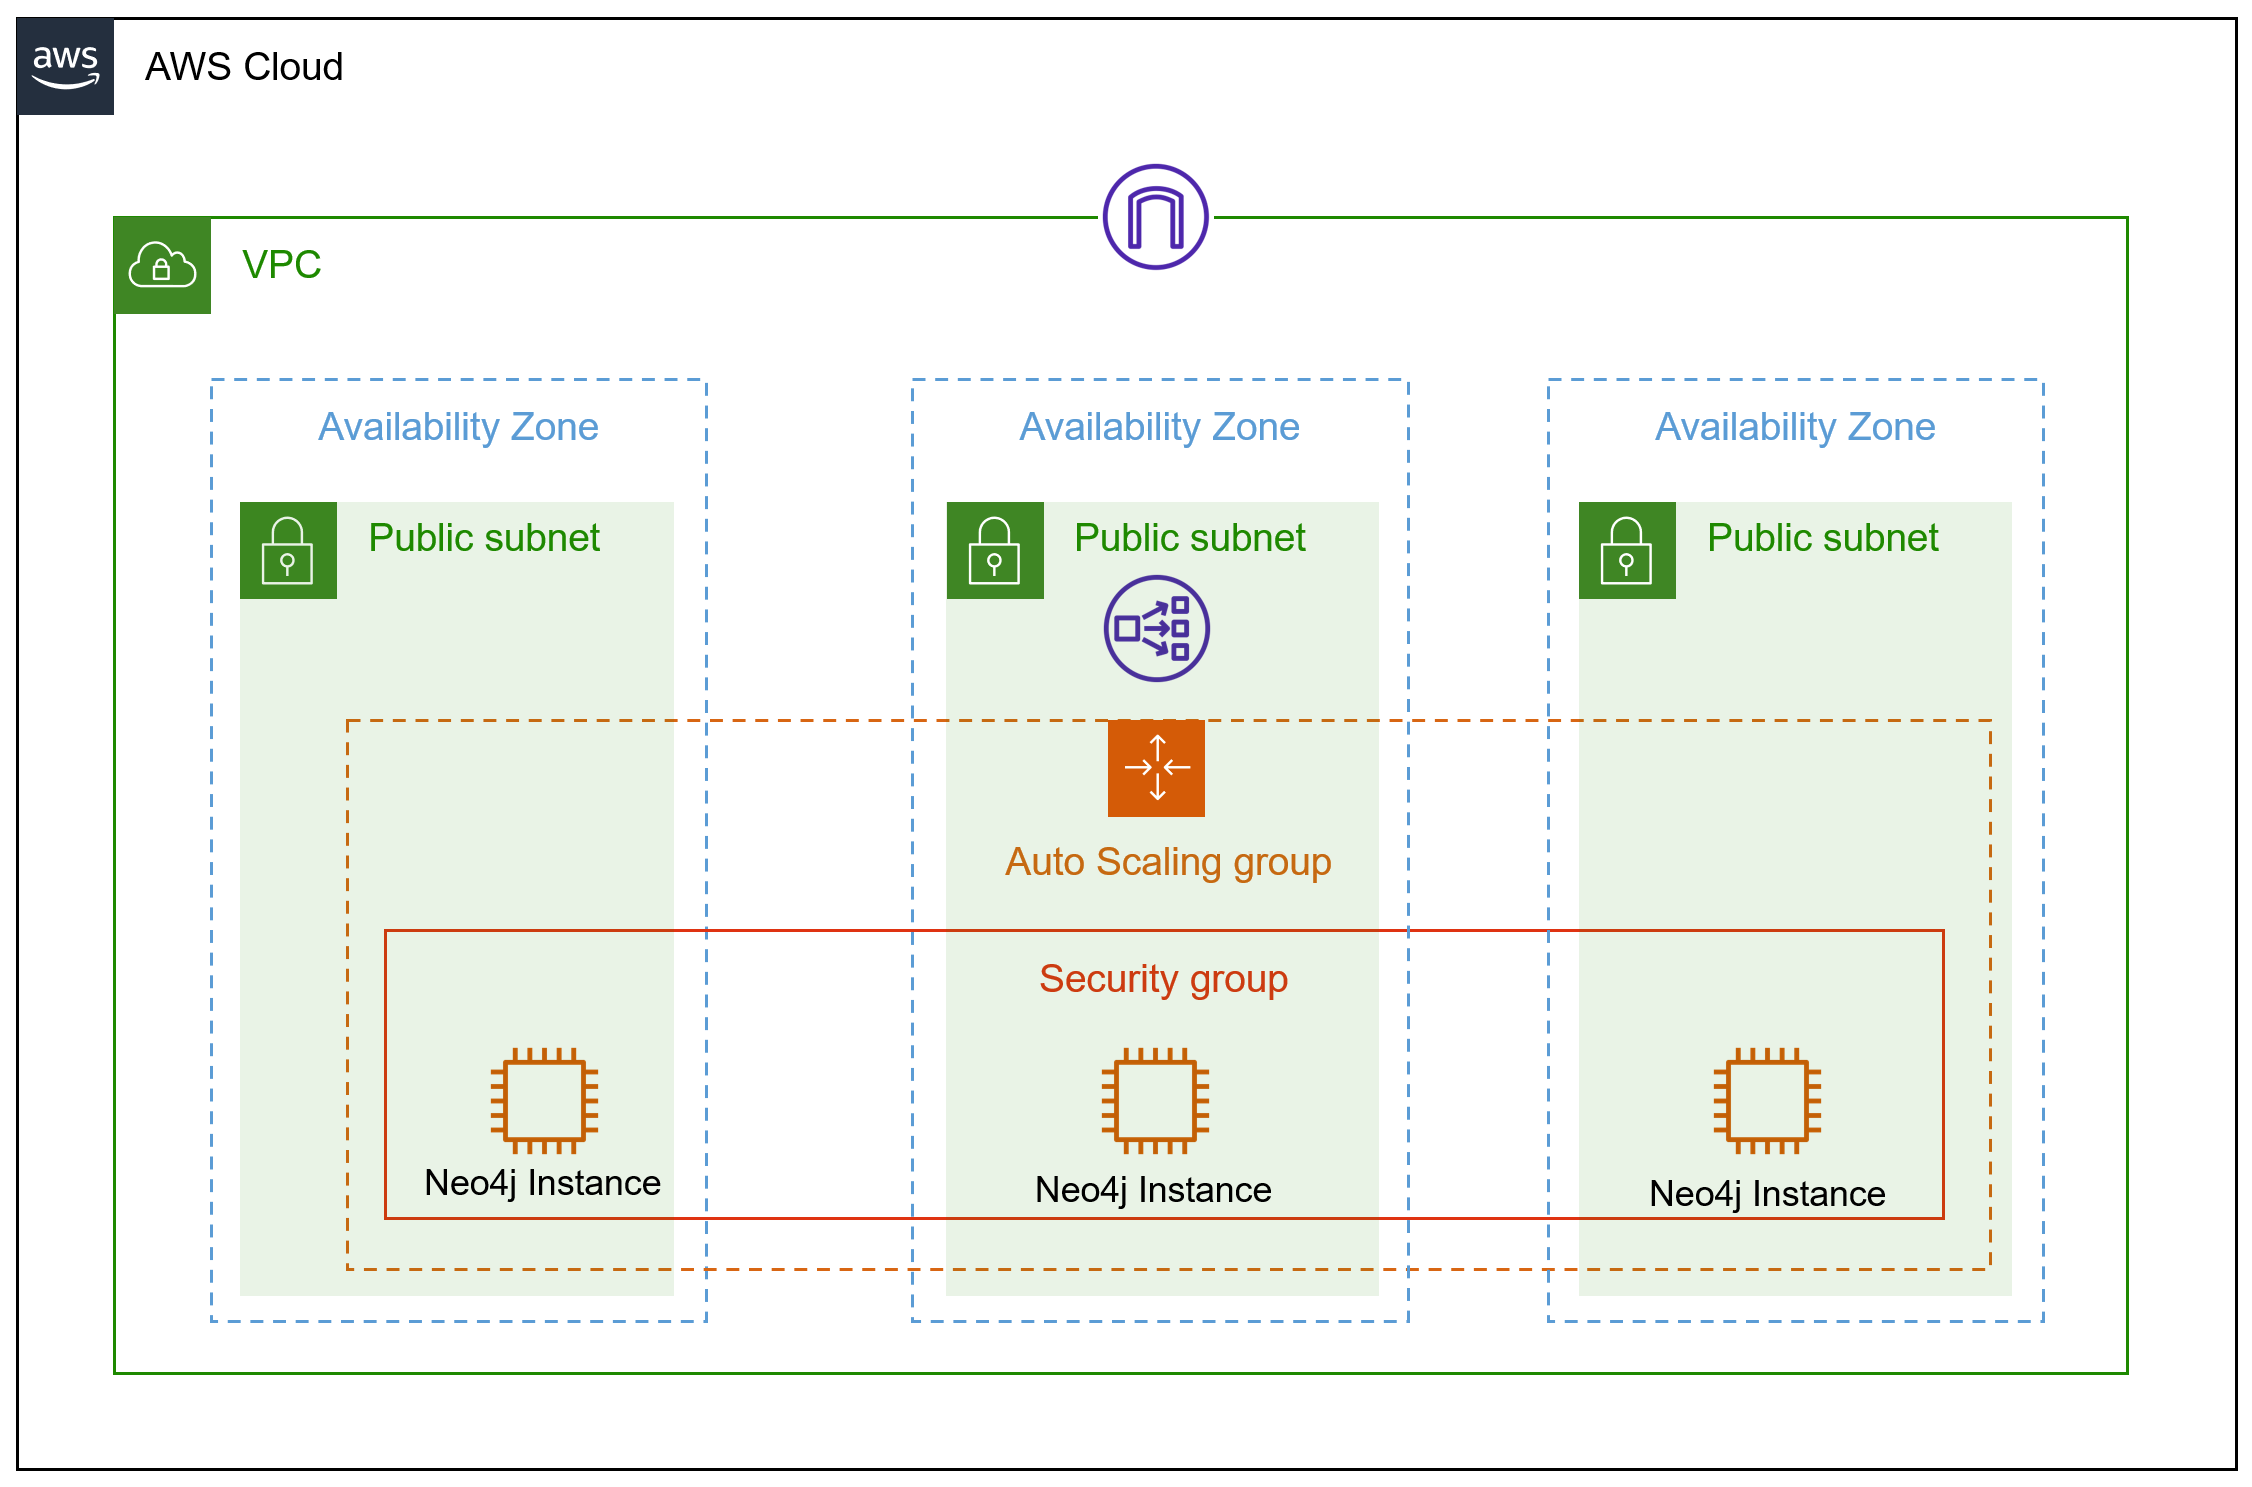 aws
AWS Cloud
VPC
Availability Zone
Availability Zone
Availability Zone
Public subnet
Public subnet
Public subnet
Auto Scaling group
Security group
Neo4j Instance
Neo4j Instance
Neo4j Instance